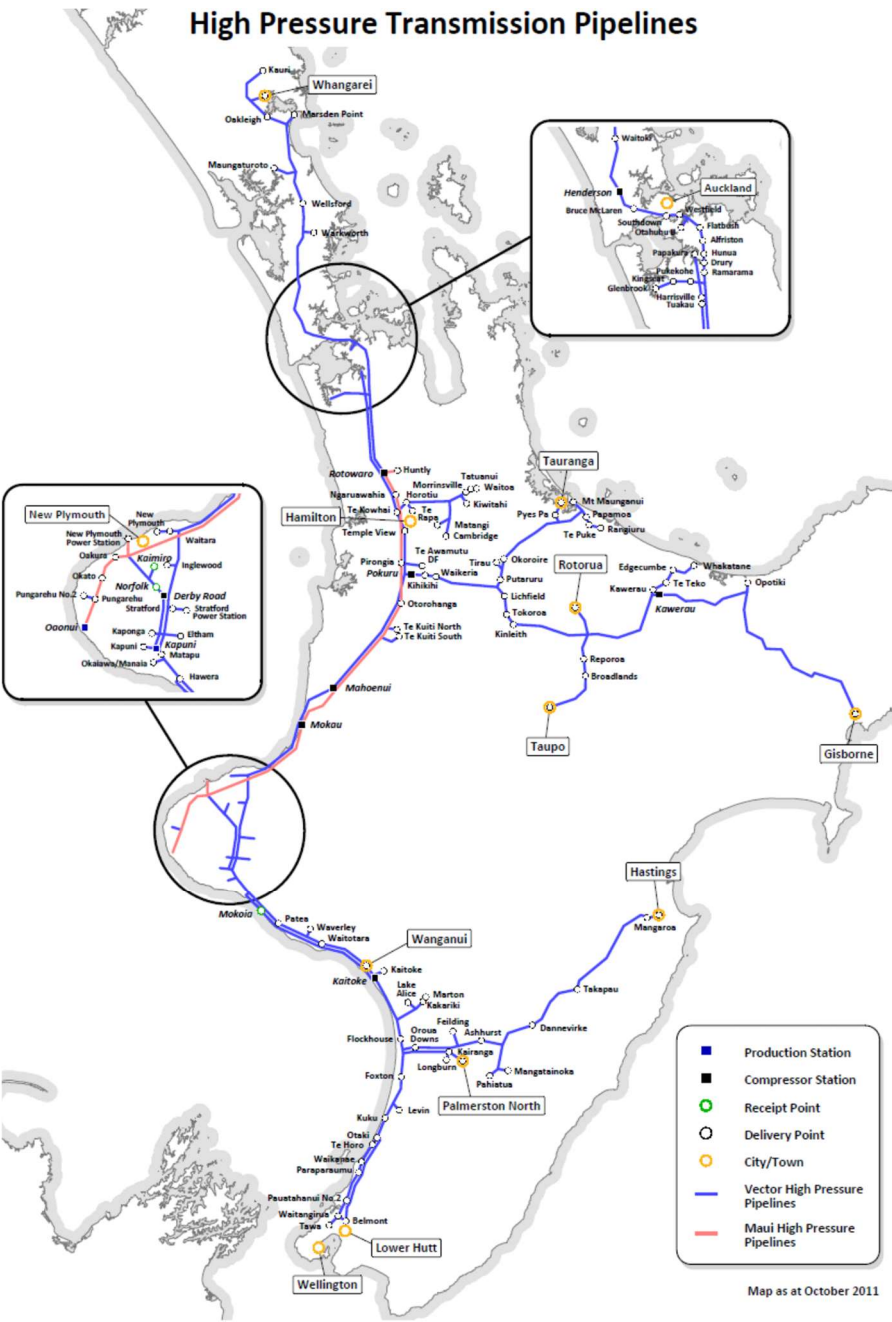 High Pressure Transmission Pipelines
Kauri
Whangarei
Oakleigh
Marsden Point
Maungaturoto
Wellsford
Warkworth
Waitoki
Henderson
Auckland
Bruce McLaren
Westfield
Southdown
Otahuhu
Flatbush
Alfriston
Papakura
Hunua
Drury
Pukekohe
Ramarama
Kingseat
Glenbrook
Harrisville
Tuakau
Rotowaro
Huntly
Ngaruawahia
Horotiu
Morrinsville
Tatuanui
Waitoa
Kiwitahi
Te Kowhai
Te
Rapa
Hamilton
Matangi
Cambridge
Temple View
Tauranga
Mt Maunganui
Pyes Pa
Papamoa
Te Puke
Rangiuru
Te Awamutu
DF
Pirongia
Pokuru
Waikeria
Kihikihi
Okoroire
Tirau
Putaruru
Lichfield
Tokoroa
Kinleith
Rotorua
Edgecumbe
Whakatane
Te Teko
Kawerau
Kawerau
Opotiki
Otorohanga
Te Kuiti North
Te Kuiti South
Reporoa
Broadlands
Taupo
Gisborne
Mahoenui
Mokau
New Plymouth
New
Plymouth
New Plymouth
Power Station
Waitara
Oakura
Kaimiro
Inglewood
Okato
Norfolk
Derby Road
Pungarehu No.2
Pungarehu
Stratford
Stratford
Power Station
Oaonui
Kaponga
Eltham
Kapuni
Kapuni
Matapu
Okaiawa/Manaia
Hawera
Mokoia
Patea
Waverley
Waitotara
Wanganui
Kaitoke
Kaitoke
Hastings
Mangaroa
Takapau
Dannevirke
Lake
Alice
Marton
Kakariki
Feilding
Oroua
Downs
Ashhurst
Flockhouse
Kairanga
Longburn
Mangatainoka
Pahiatua
Palmerston North
Foxton
Levin
Kuku
Otaki
Te Horo
Waikanae
Paraparaumu
Pauatahanui No.2
Waitangirua
Tawa
Belmont
Lower Hutt
Wellington
Production Station
Compressor Station
Receipt Point
Delivery Point
City/Town
Vector High Pressure
Pipelines
Maui High Pressure
Pipelines
Map as at October 2011